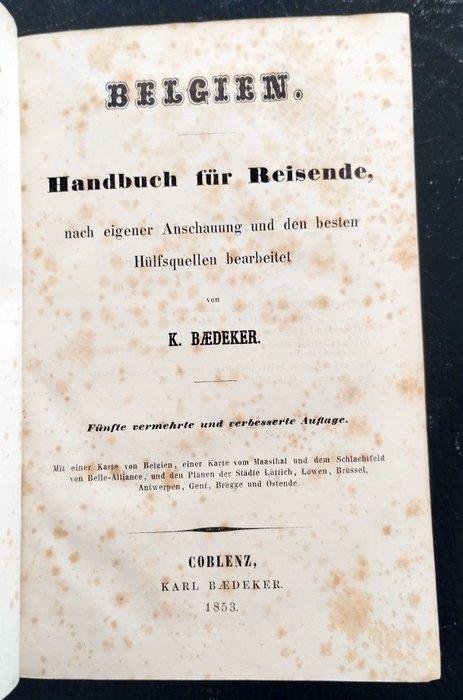 BELGIEN.
Handbuch für Reisende,
nach eigener Anschauung und den besten
Hülfsquellen bearbeitet
von
K. BÆDEKER.
Fünfte vermehrte und verbesserte Auflage.
Mit einer Karte von Belgien, einer Karte vom Maasthal und dem Schlachtfeld
von Belle-Alliance, und den Plänen der Städte Lüttich, Löwen, Brüssel,
Antwerpen, Gent, Brügge und Ostende.
COBLENZ,
KARL BÆDEKER.
1853.